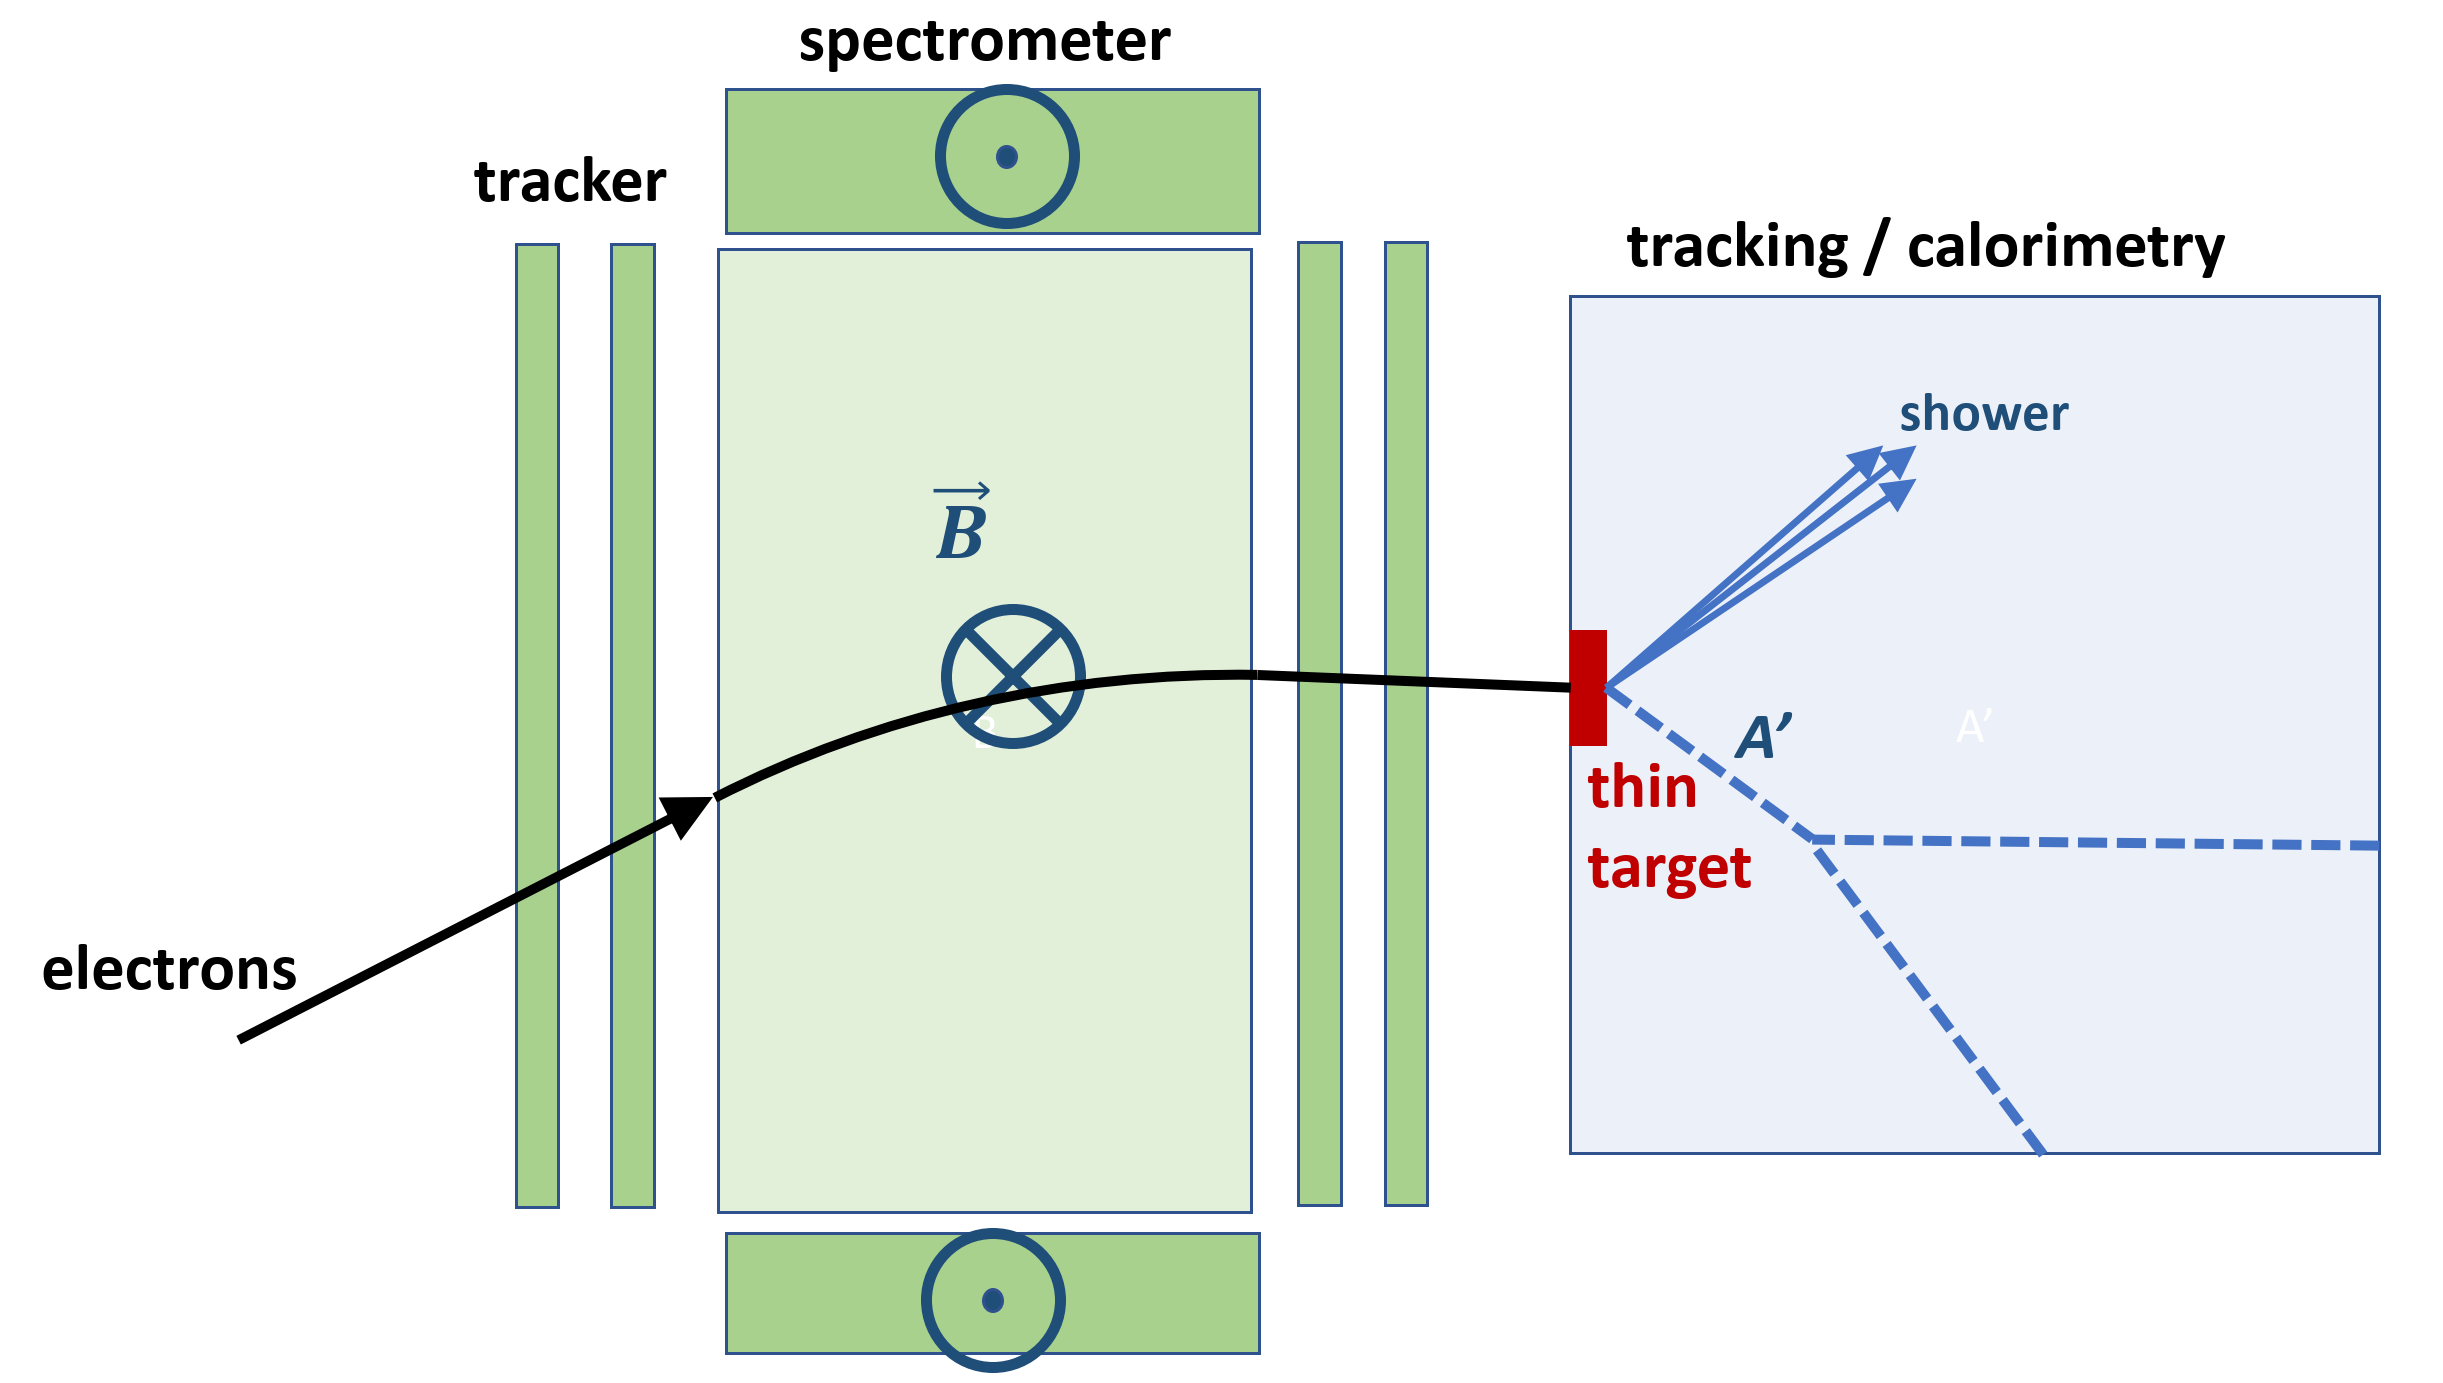 spectrometer
tracker
tracking / calorimetry
shower
B
A’
A’
thin
target
electrons